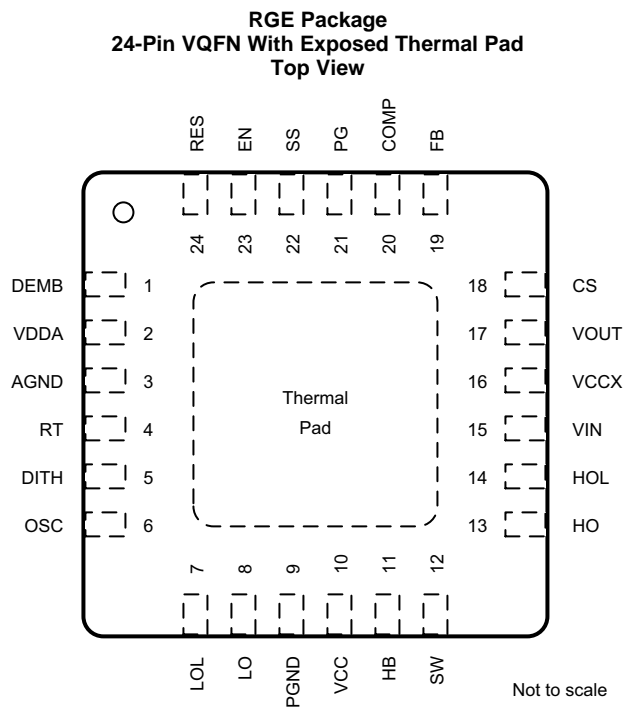 RGE Package
24-Pin VQFN With Exposed Thermal Pad
Top View
RES EN SS PG COMP FB
24 23 22 21 20 19
DEMB 1 18 CS
VDDA 2 17 VOUT
AGND 3 16 VCCX
Thermal
RT 4 15 VIN
Pad
DITH 5 14 HOL
OSC 6 13 HO
7 8 9 10 11 12
LOL LO PGND VCC HB SW
Not to scale